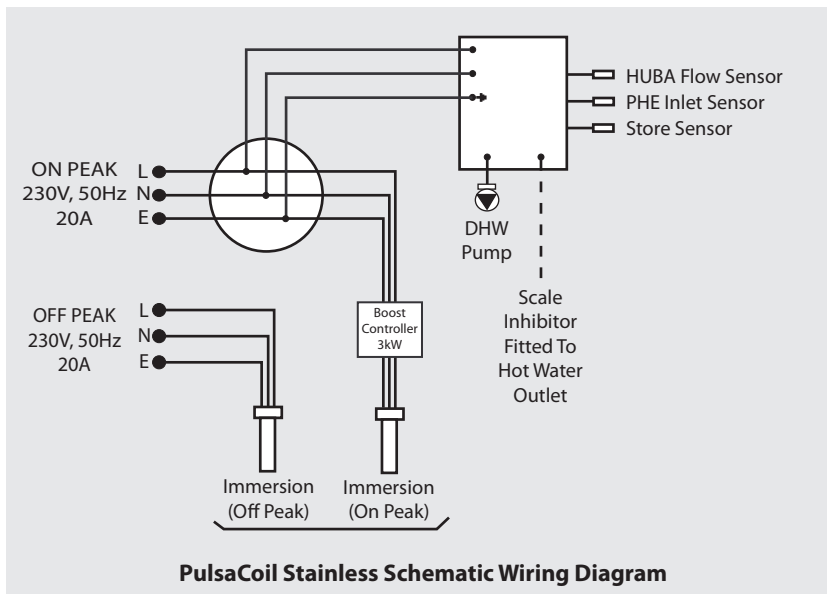 HUBA Flow Sensor
PHE Inlet Sensor
Store Sensor
ON PEAK
230V, 50Hz
20A
L
N
E
DHW
Pump
OFF PEAK
230V, 50Hz
20A
L
N
E
Boost
Controller
3kW
Scale
Inhibitor
Fitted To
Hot Water
Outlet
Immersion
(Off Peak)
Immersion
(On Peak)
PulsaCoil Stainless Schematic Wiring Diagram